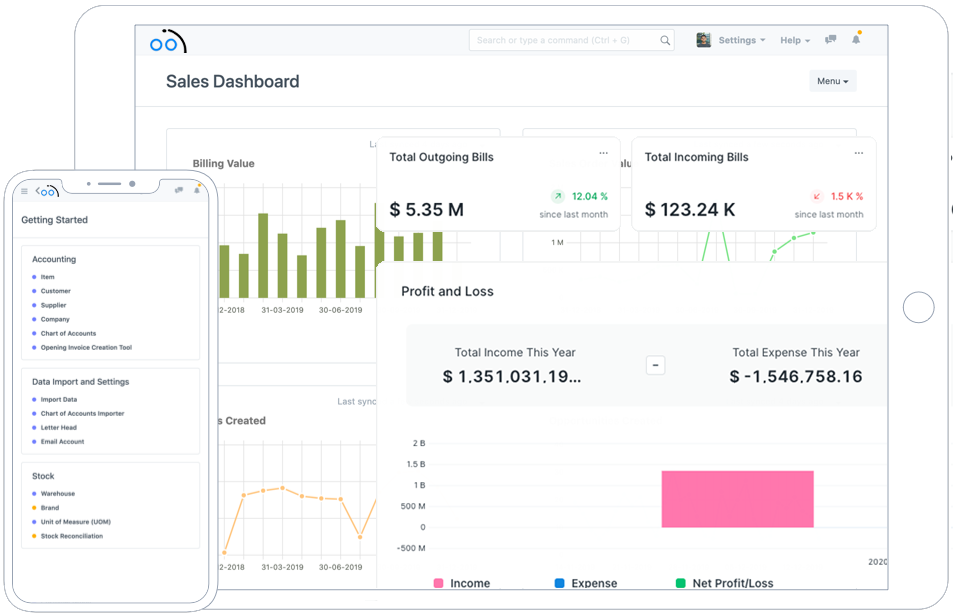 Search or type a command (Ctrl + G)
Settings
Help
Sales Dashboard
Menu
Billing Value
Total Outgoing Bills
...
$ 5.35 M
12.04 %
since last month
Total Incoming Bills
...
$ 123.24 K
1.5 K %
since last month
1 M
2-2018
31-03-2019
30-06-2019
Last sync
s Created
2-2018
31-03-2019
30-06-2019
Profit and Loss
Total Income This Year
$ 1,351,031,19...
-
Total Expense This Year
$ -1,546,758.16
2 B
1.5 B
1 B
500 M
0
-500 M
2020
Income
Expense
Net Profit/Loss
Getting Started
Accounting
Item
Customer
Supplier
Company
Chart of Accounts
Opening Invoice Creation Tool
Data Import and Settings
Import Data
Chart of Accounts Importer
Letter Head
Email Account
Stock
Warehouse
Brand
Unit of Measure (UOM)
Stock Reconciliation